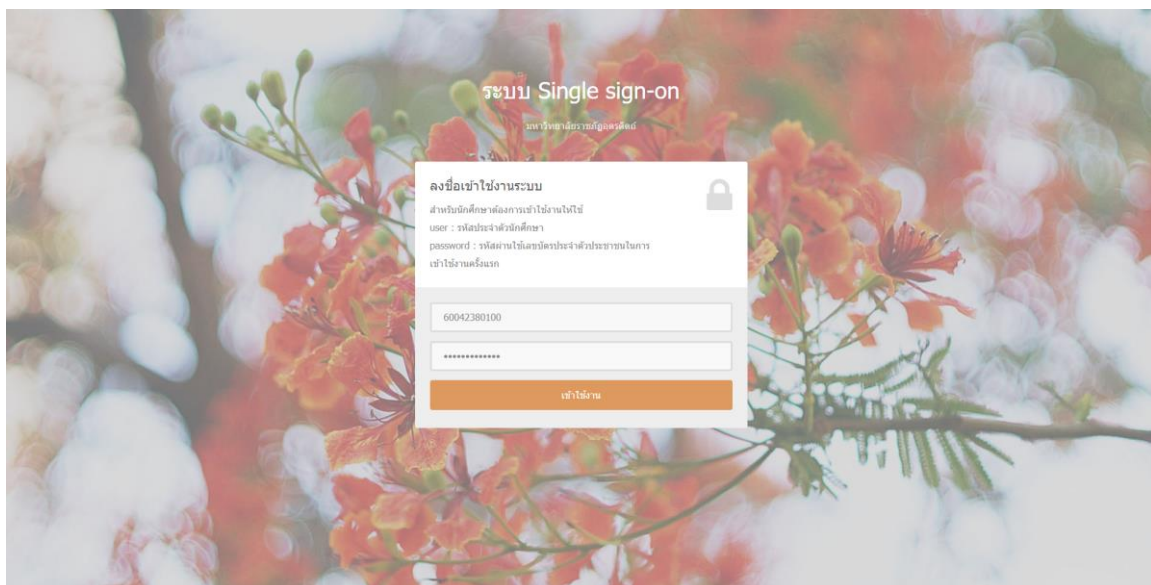 ระบบ Single sign-on
มหาวิทยาลัยราชภัฏอุตรดิตถ์
ลงชื่อเข้าใช้งานระบบ
สำหรับนักศึกษาต้องการเข้าใช้งานให้ใช้
user : รหัสประจำตัวนักศึกษา
password : รหัสผ่านใช้เลขบัตรประจำตัวประชาชนในการ
เข้าใช้งานครั้งแรก
60042380100
•••••••••••••
เข้าใช้งาน